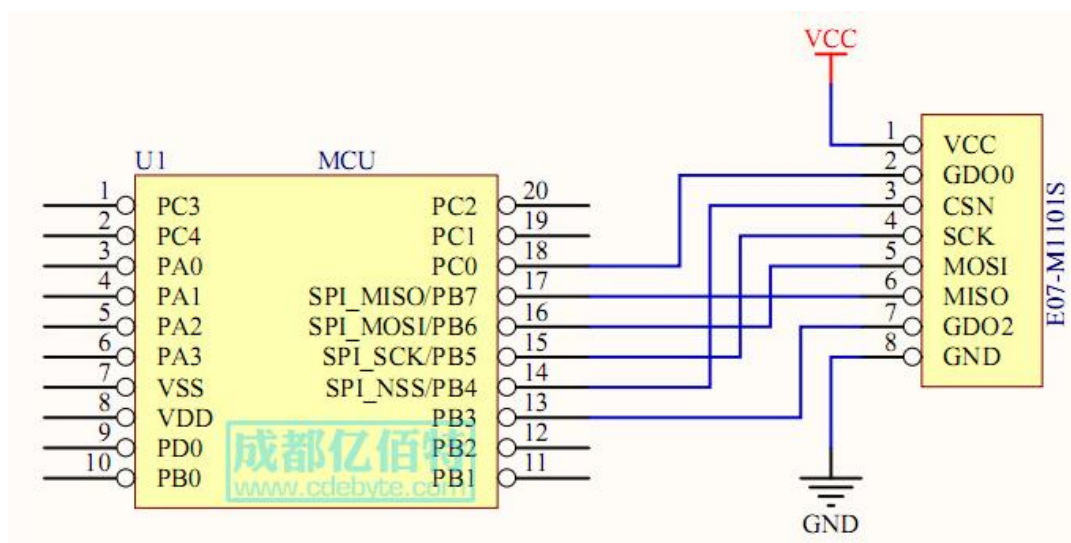 VCC
U1 MCU
1 PC3 PC2 20
2 PC4 PC1 19
3 PA0 PC0 18
4 PA1 SPI_MISO/PB7 17
5 PA2 SPI_MOSI/PB6 16
6 PA3 SPI_SCK/PB5 15
7 VSS SPI_NSS/PB4 14
8 VDD PB3 13
9 PD0 PB2 12
10 PB0 PB1 11
成都亿佰特
www.cdebyte.com
1 VCC
2 GDO0
3 CSN
4 SCK
5 MOSI
6 MISO
7 GDO2
8 GND
E07-M1101S
GND